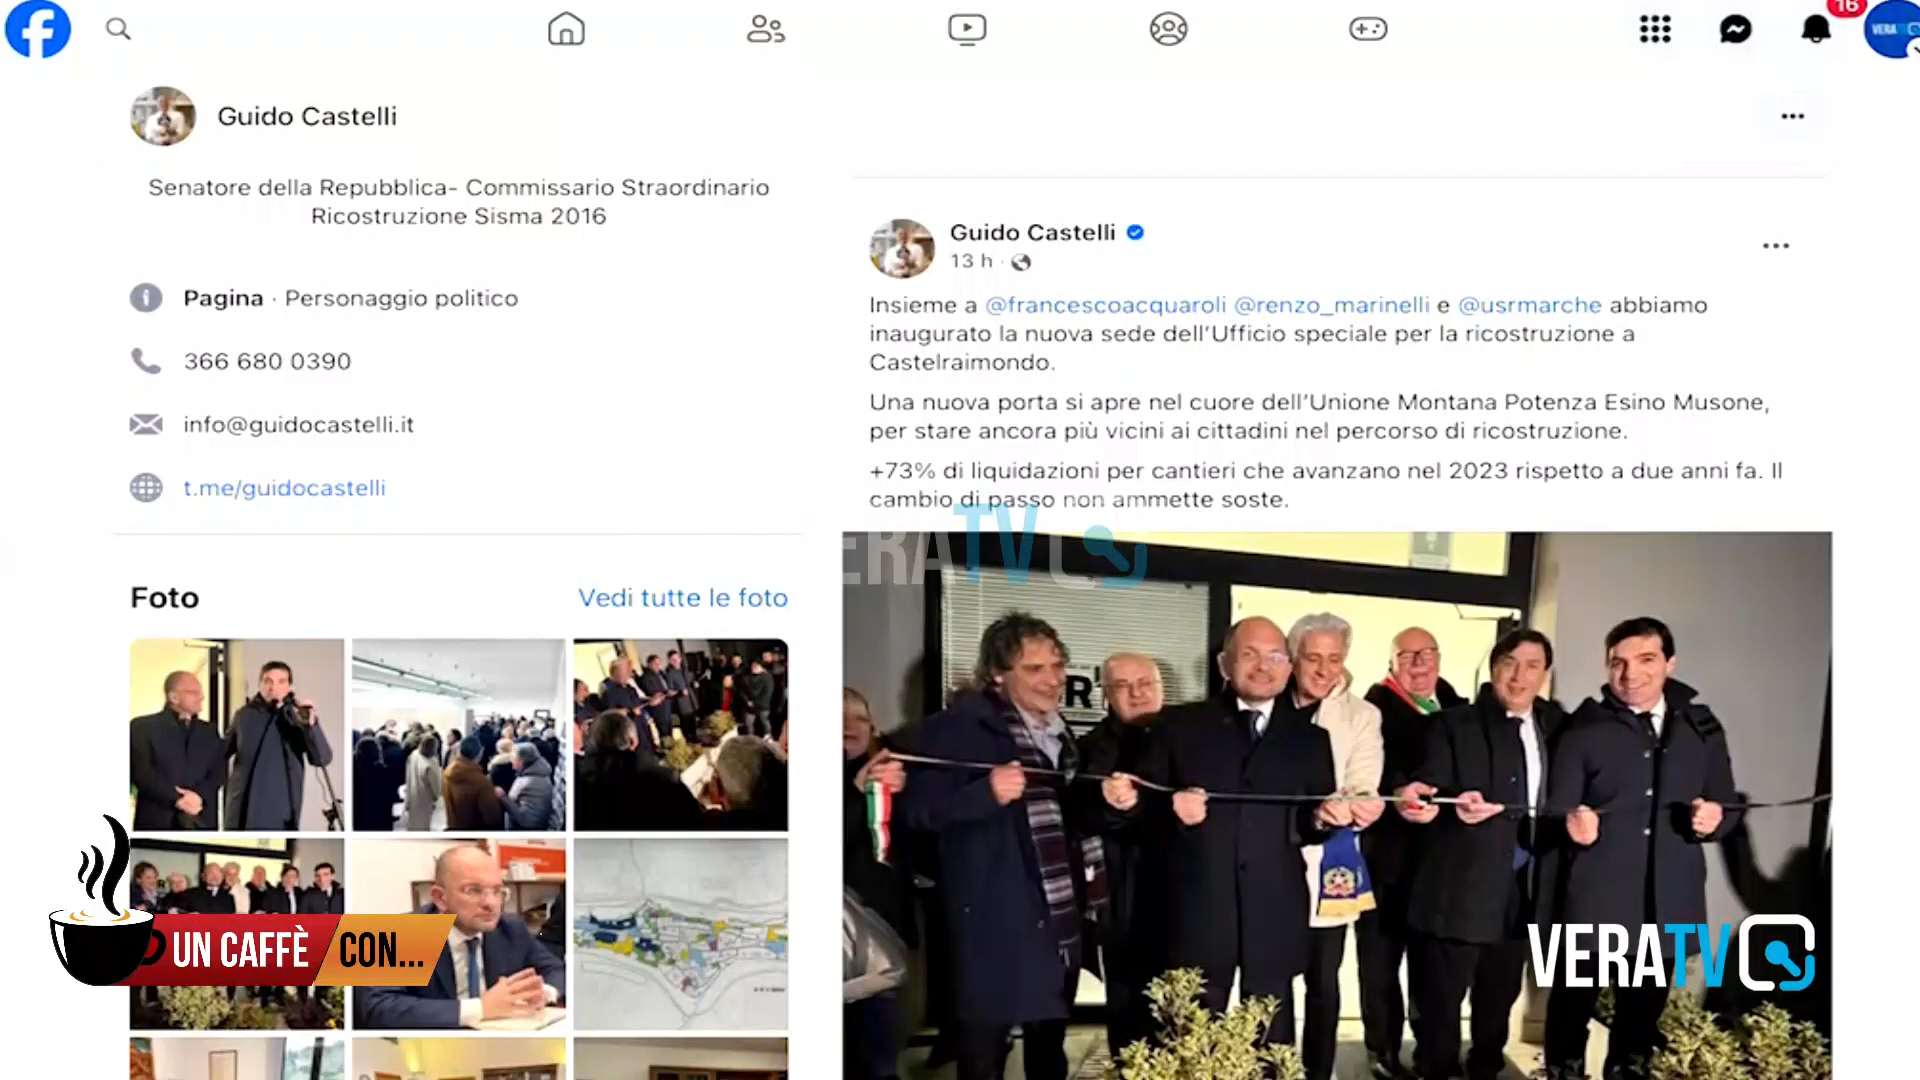 16
VERA
Guido Castelli
Senatore della Repubblica- Commissario Straordinario
Ricostruzione Sisma 2016
Pagina · Personaggio politico
366 680 0390
info@guidocastelli.it
t.me/guidocastelli
Foto
Vedi tutte le foto
Guido Castelli
13 h ·
Insieme a @francescoacquaroli @renzo_marinelli e @usrmarche abbiamo
inaugurato la nuova sede dell'Ufficio speciale per la ricostruzione a
Castelraimondo.
Una nuova porta si apre nel cuore dell'Unione Montana Potenza Esino Musone,
per stare ancora più vicini ai cittadini nel percorso di ricostruzione.
+73% di liquidazioni per cantieri che avanzano nel 2023 rispetto a due anni fa. Il
cambio di passo non ammette soste.
ERATV
R
UN CAFFÈ CON...
VERATV